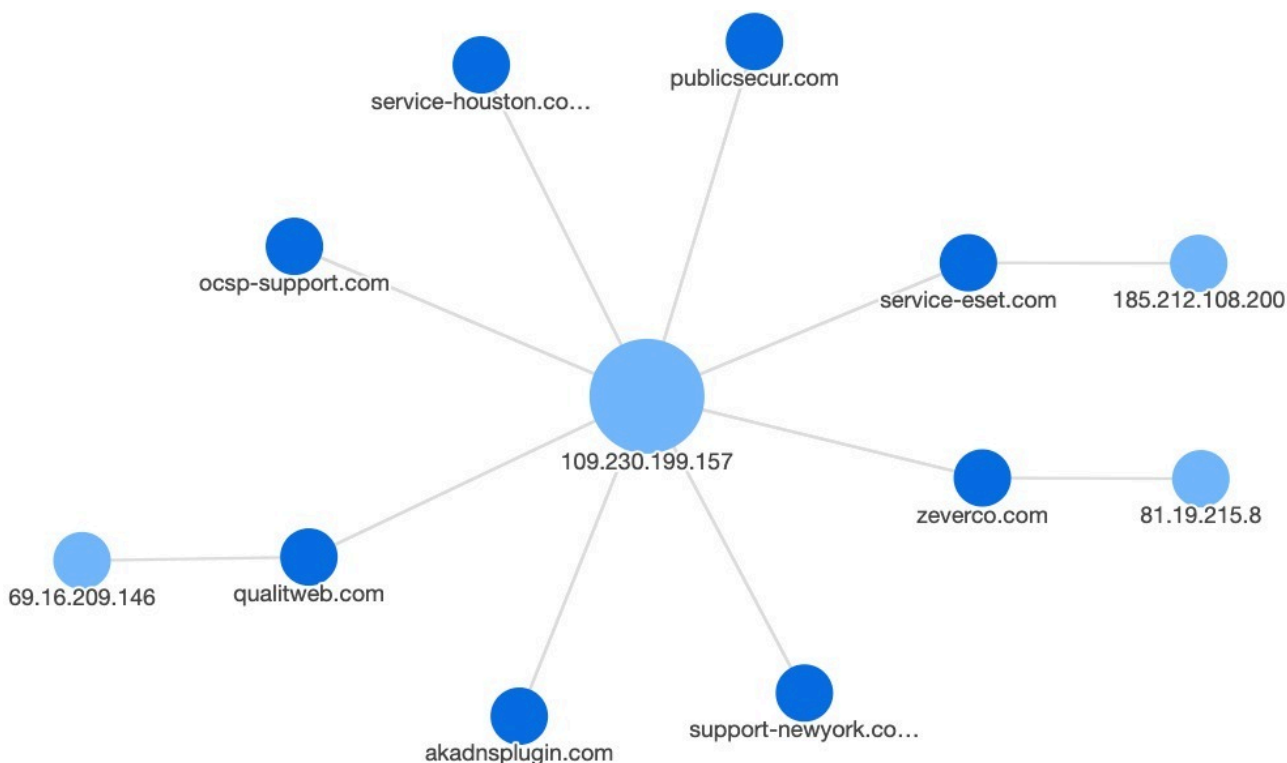 publicsecur.com
service-houston.co…
ocsp-support.com
service-eset.com
185.212.108.200
109.230.199.157
zeverco.com
81.19.215.8
69.16.209.146
qualitweb.com
support-newyork.co…
akadnsplugin.com